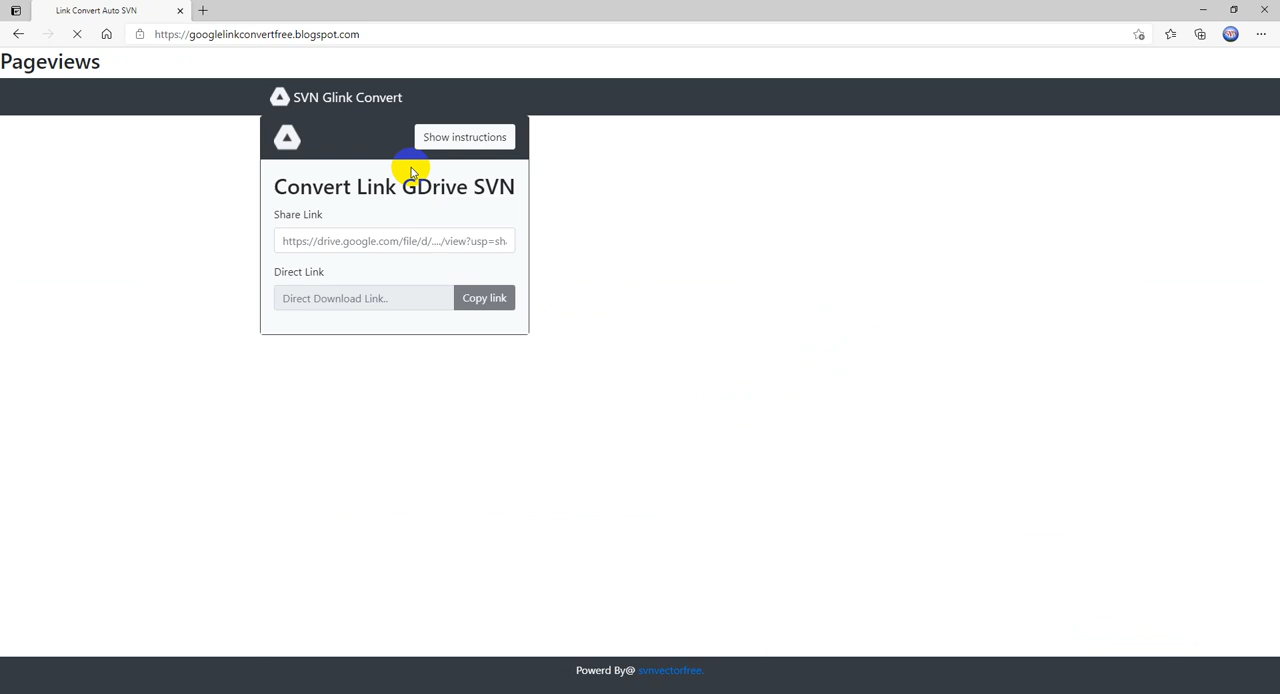 Link Convert Auto SVN
https://googlelinkconvertfree.blogspot.com
Pageviews
SVN Glink Convert
Show instructions
Convert Link GDrive SVN
Share Link
https://drive.google.com/file/d/..../view?usp=sh
Direct Link
Direct Download Link..
Copy link
Powerd By@ svnvectorfree.